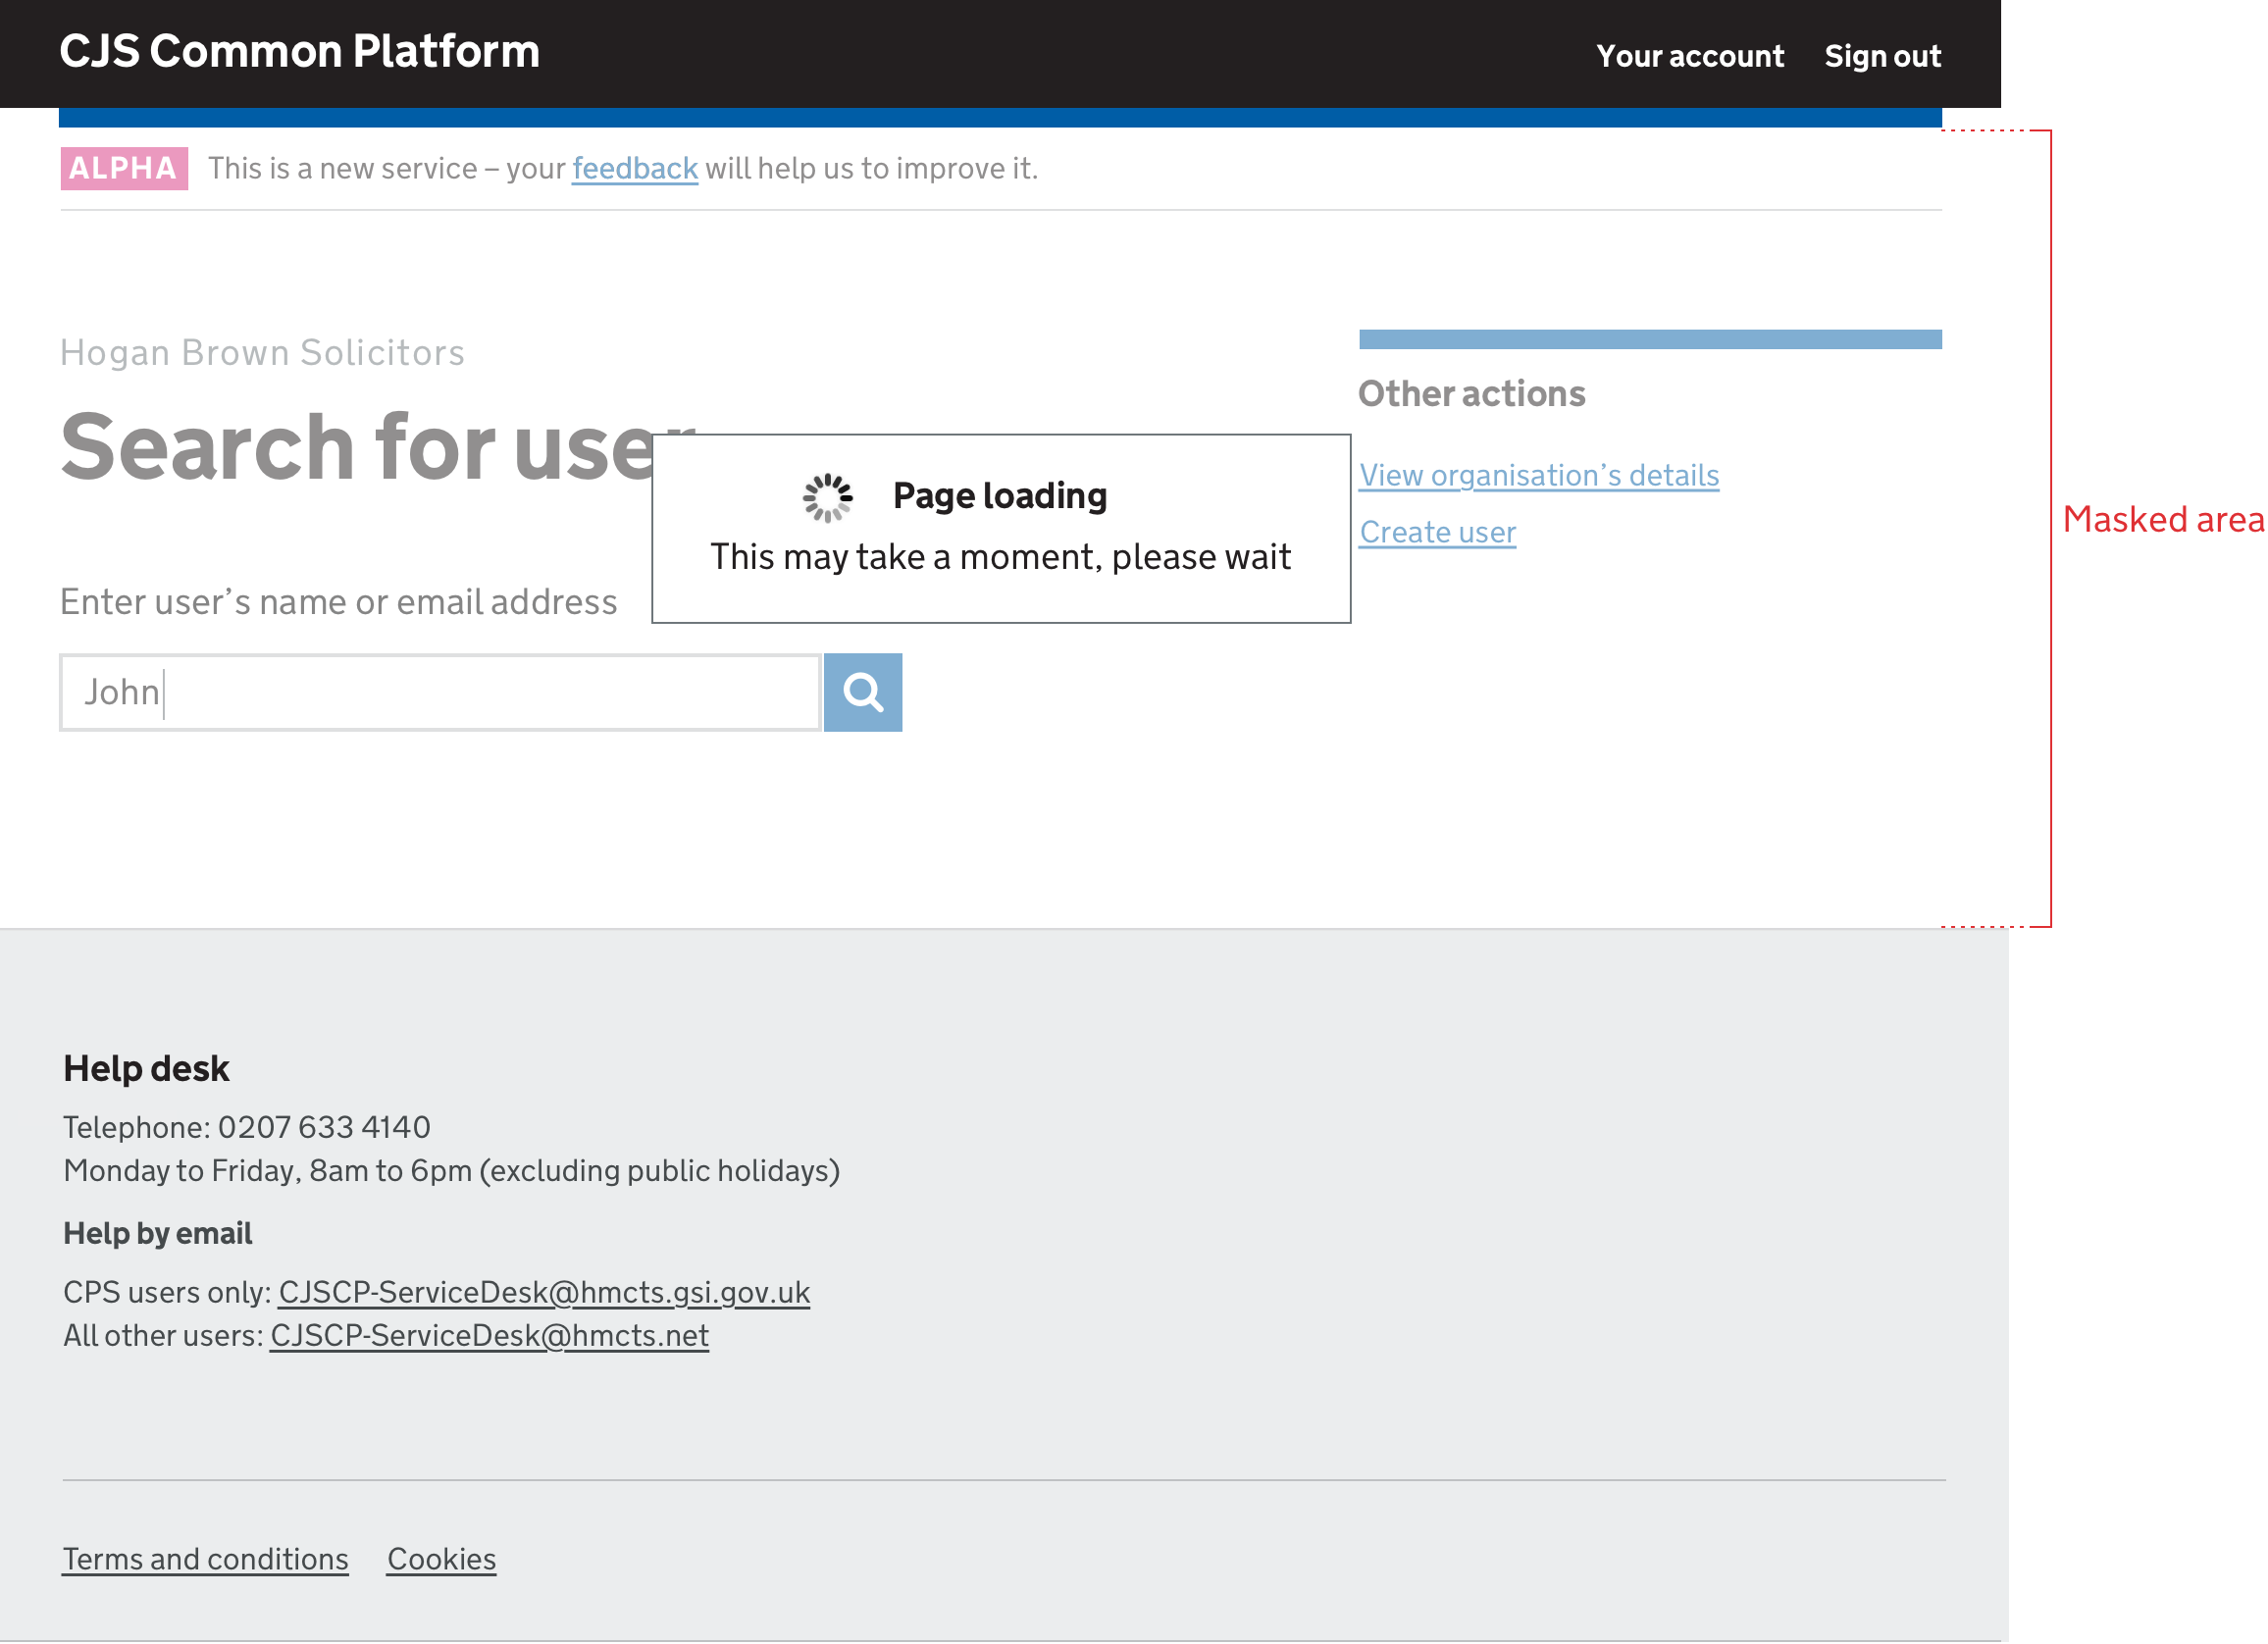 CJS Common Platform
Your account Sign out
ALPHA This is a new service – your feedback will help us to improve it.
Hogan Brown Solicitors
Search for user
Other actions
View organisation’s details
Create user
Page loading
This may take a moment, please wait
Masked area
Enter user’s name or email address
John
Help desk
Telephone: 0207 633 4140
Monday to Friday, 8am to 6pm (excluding public holidays)
Help by email
CPS users only: CJSCP-ServiceDesk@hmcts.gsi.gov.uk
All other users: CJSCP-ServiceDesk@hmcts.net
Terms and conditions Cookies